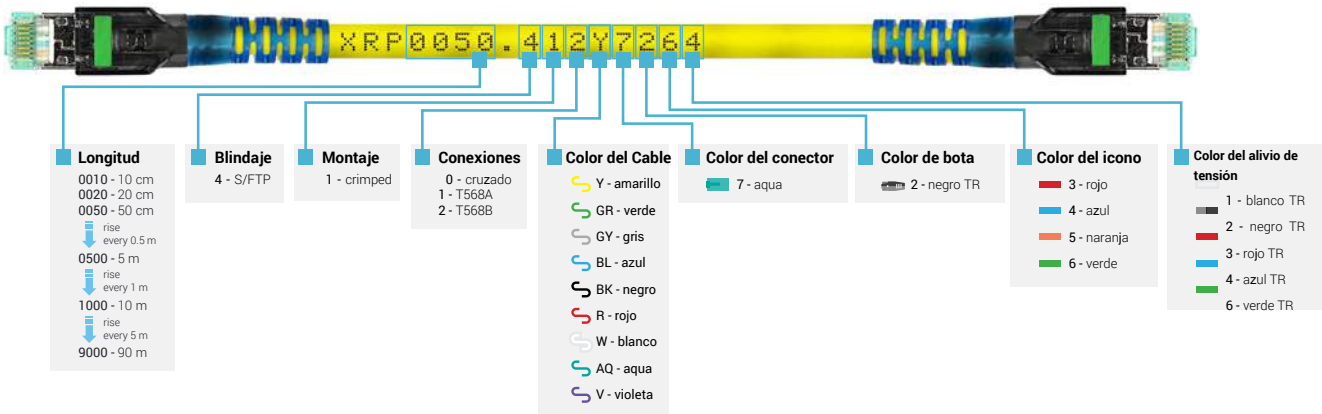 XRP0050.412Y7264
Longitud
0010 - 10 cm
0020 - 20 cm
0050 - 50 cm
rise
every 0.5 m
0500 - 5 m
rise
every 1 m
1000 - 10 m
rise
every 5 m
9000 - 90 m
Blindaje
4 - S/FTP
Montaje
1 - crimped
Conexiones
0 - cruzado
1 - T568A
2 - T568B
Color del Cable
Y - amarillo
GR - verde
GY - gris
BL - azul
BK - negro
R - rojo
W - blanco
AQ - aqua
V - violeta
Color del conector
7 - aqua
Color de bota
2 - negro TR
Color del icono
3 - rojo
4 - azul
5 - naranja
6 - verde
Color del alivio de
tensión
1 - blanco TR
2 - negro TR
3 - rojo TR
4 - azul TR
6 - verde TR